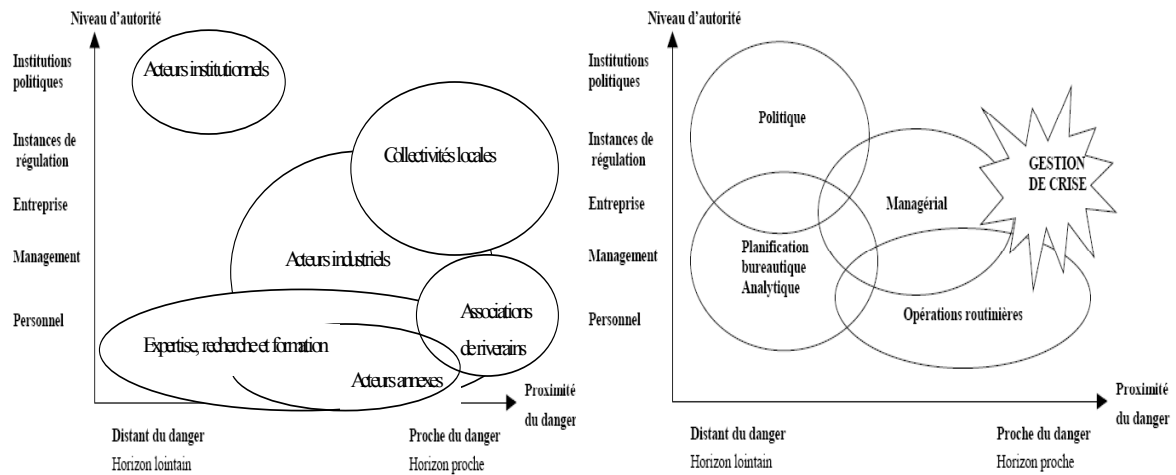 Niveau d'autorité
Institutions
politiques
Instances de
régulation
Entreprise
Management
Personnel
Acteurs institutionnels
Collectivités locales
Acteurs industriels
Associations
de riverains
Expertise, recherche et formation
Acteurs annexes
Proximité
du danger
Distant du danger
Horizon lointain
Proche du danger
Horizon proche
Niveau d'autorité
Institutions
politiques
Instances de
régulation
Entreprise
Management
Personnel
Politique
GESTION
DE CRISE
Managérial
Planification
bureautique
Analytique
Opérations routinières
Proximité
du danger
Distant du danger
Horizon lointain
Proche du danger
Horizon proche